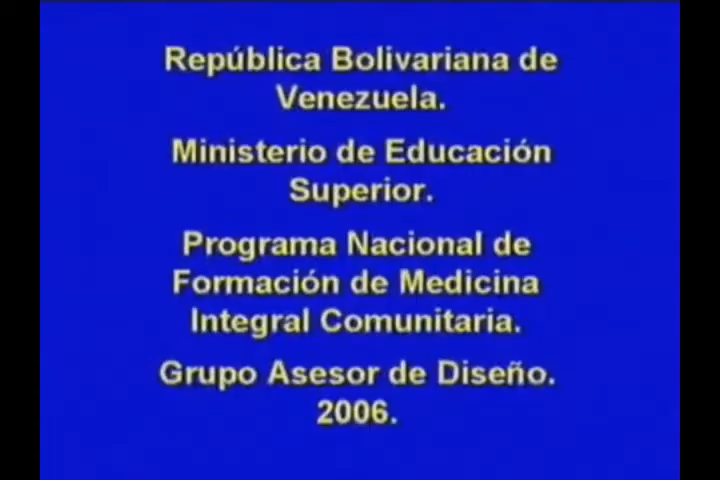 República Bolivariana de
Venezuela.
Ministerio de Educación
Superior.
Programa Nacional de
Formación de Medicina
Integral Comunitaria.
Grupo Asesor de Diseño.
2006.